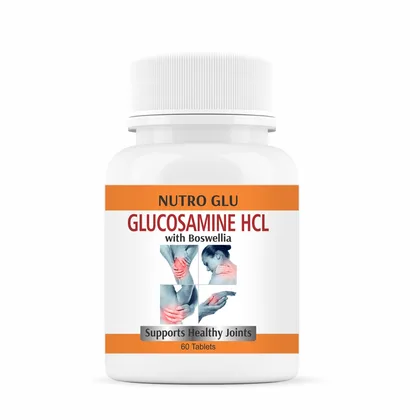 NUTRO GLU
GLUCOSAMINE HCL
with Boswellia
Supports Healthy Joints
60 Tablets